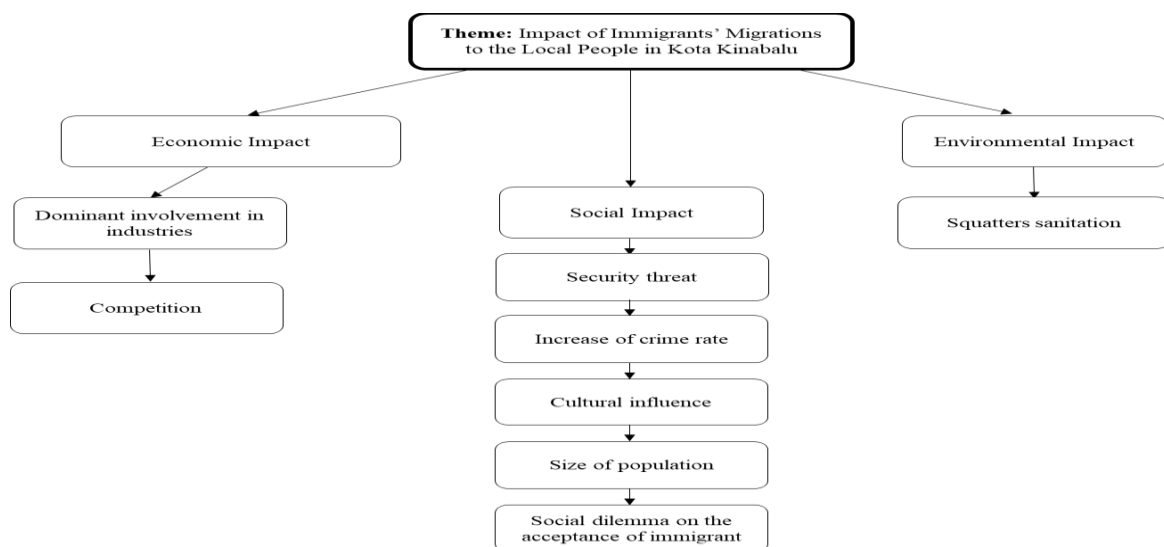 Theme: Impact of Immigrants' Migrations
to the Local People in Kota Kinabalu
Economic Impact
Dominant involvement in
industries
Competition
Social Impact
Security threat
Increase of crime rate
Cultural influence
Size of population
Social dilemma on the
acceptance of immigrant
Environmental Impact
Squatters sanitation